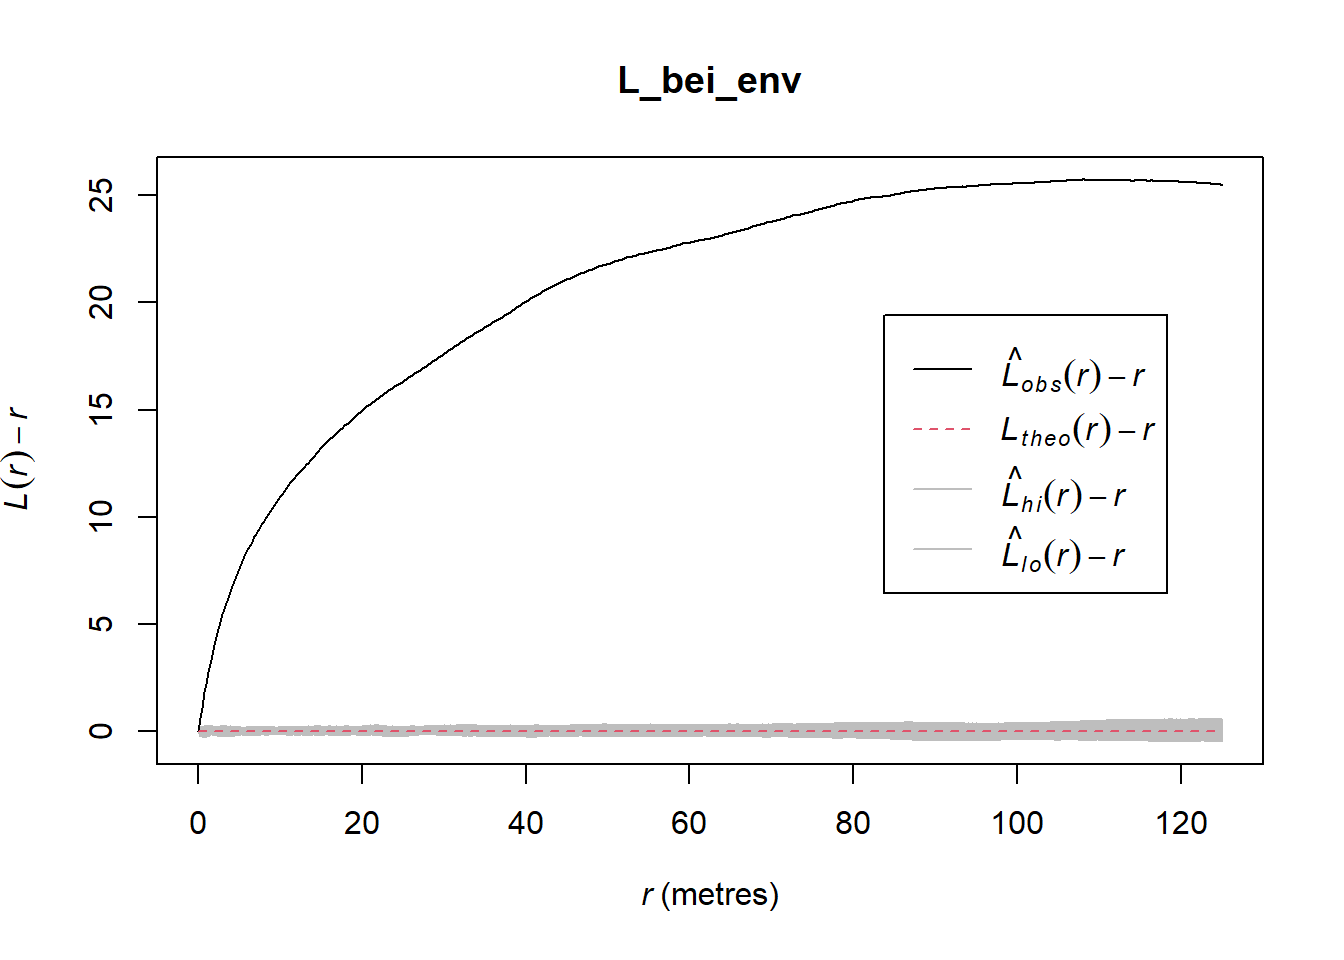 L_bei_env
L(r) − r
25
20
15
10
5
0
L̂obs(r) − r
Ltheo(r) − r
L̂hi(r) − r
L̂lo(r) − r
0 20 40 60 80 100 120
r (metres)